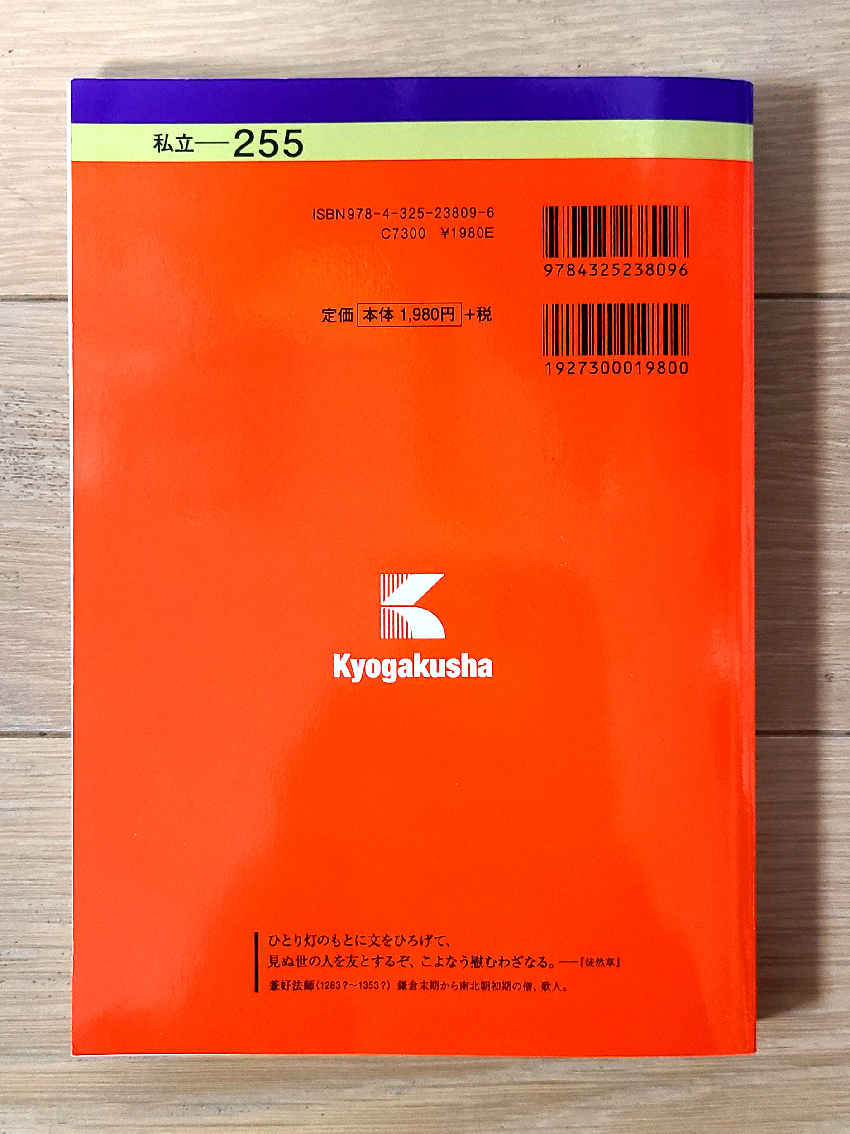 私立──255
ISBN978-4-325-23809-6
C7300 ¥1980E
9784325238096
定価 本体 1,980円 +税
1927300019800
Kyogakusha
ひとり灯のもとに文をひろげて、
見ぬ世の人を友とするぞ、こよなう慰むわざなる。──『徒然草』
兼好法師(1283?〜1353?) 鎌倉末期から南北朝初期の僧、歌人。